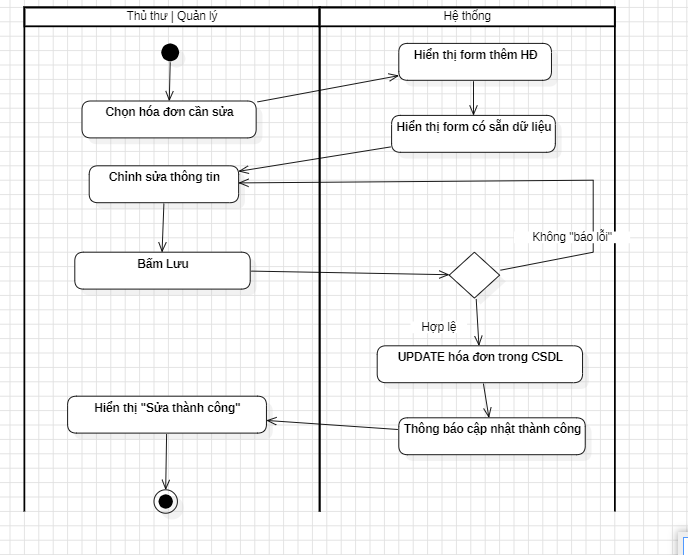 Thủ thư | Quản lý
Hệ thống
Hiển thị form thêm HĐ
Chọn hóa đơn cần sửa
Hiển thị form có sẵn dữ liệu
Chỉnh sửa thông tin
Không "báo lỗi"
Bấm Lưu
Hợp lệ
UPDATE hóa đơn trong CSDL
Hiển thị "Sửa thành công"
Thông báo cập nhật thành công